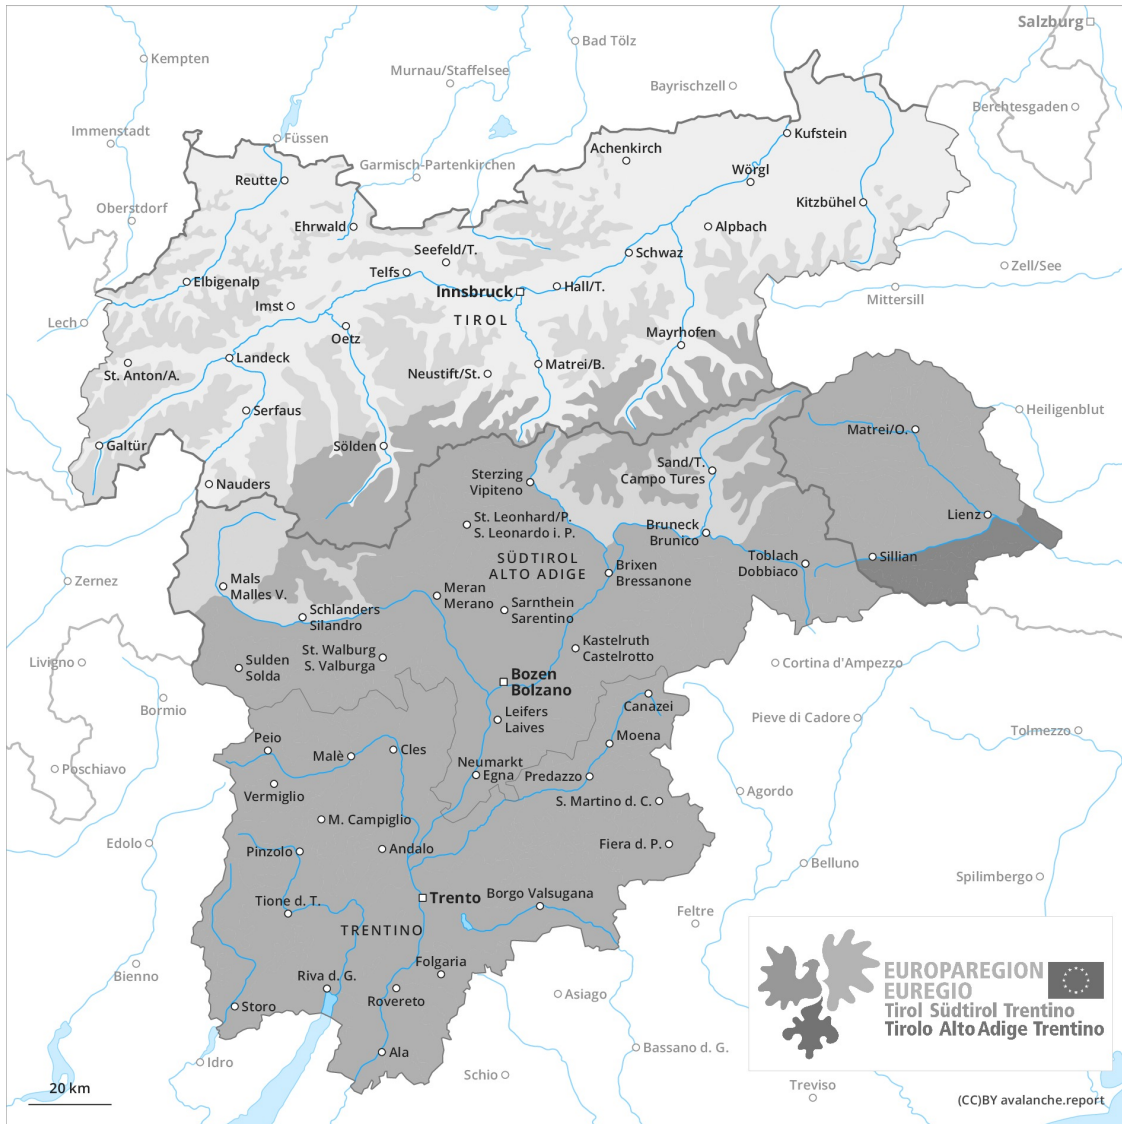 Salzburg
Bad Tölz
Kempten
Murnau/Staffelsee
Bayrischzell
Berchtesgaden
Immenstadt
Füssen
Kufstein
Achenkirch
Garmisch-Partenkirchen
Wörgl
Reutte
Kitzbühel
Oberstdorf
Ehrwald
Alpbach
Seefeld/T.
Schwaz
Telfs
Zell/See
Elbigenalp
Hall/T.
Innsbruck
Mittersill
Imst
TIROL
Lech
Oetz
Mayrhofen
Landeck
Matrei/B.
St. Anton/A.
Neustift/St.
Serfaus
Heiligenblut
Matrei/O.
Galtür
Sölden
Sand/T.
Campo Tures
Sterzing
Vipiteno
Nauders
St. Leonhard/P.
S. Leonardo i. P.
Lienz
Bruneck
Brunico
SÜDTIROL
ALTO ADIGE
Toblach
Dobbiaco
Sillian
Brixen
Bressanone
Zernez
Mals
Malles V.
Meran
Merano
Sarnthein
Sarentino
Schlanders
Silandro
Kastelruth
Castelrotto
St. Walburg
S. Valburga
Livigno
Sulden
Solda
Cortina d'Ampezzo
Bozen
Bolzano
Bormio
Canazei
Leifers
Laives
Pieve di Cadore
Tolmezzo
Moena
Peio
Malè
Cles
Neumarkt
Egna
Predazzo
Poschiavo
Vermiglio
Agordo
S. Martino d. C.
M. Campiglio
Edolo
Pinzolo
Andalo
Fiera d. P.
Belluno
Spilimbergo
Trento
Borgo Valsugana
Tione d. T.
Feltre
TRENTINO
Folgaria
Bienno
Riva d. G.
Rovereto
Asiago
Storo
EUROPAREGION
EUREGIO
Tirol Südtirol Trentino
Tirolo Alto Adige Trentino
Ala
Idro
Bassano d. G.
Schio
Treviso
20 km
(CC)BY avalanche.report